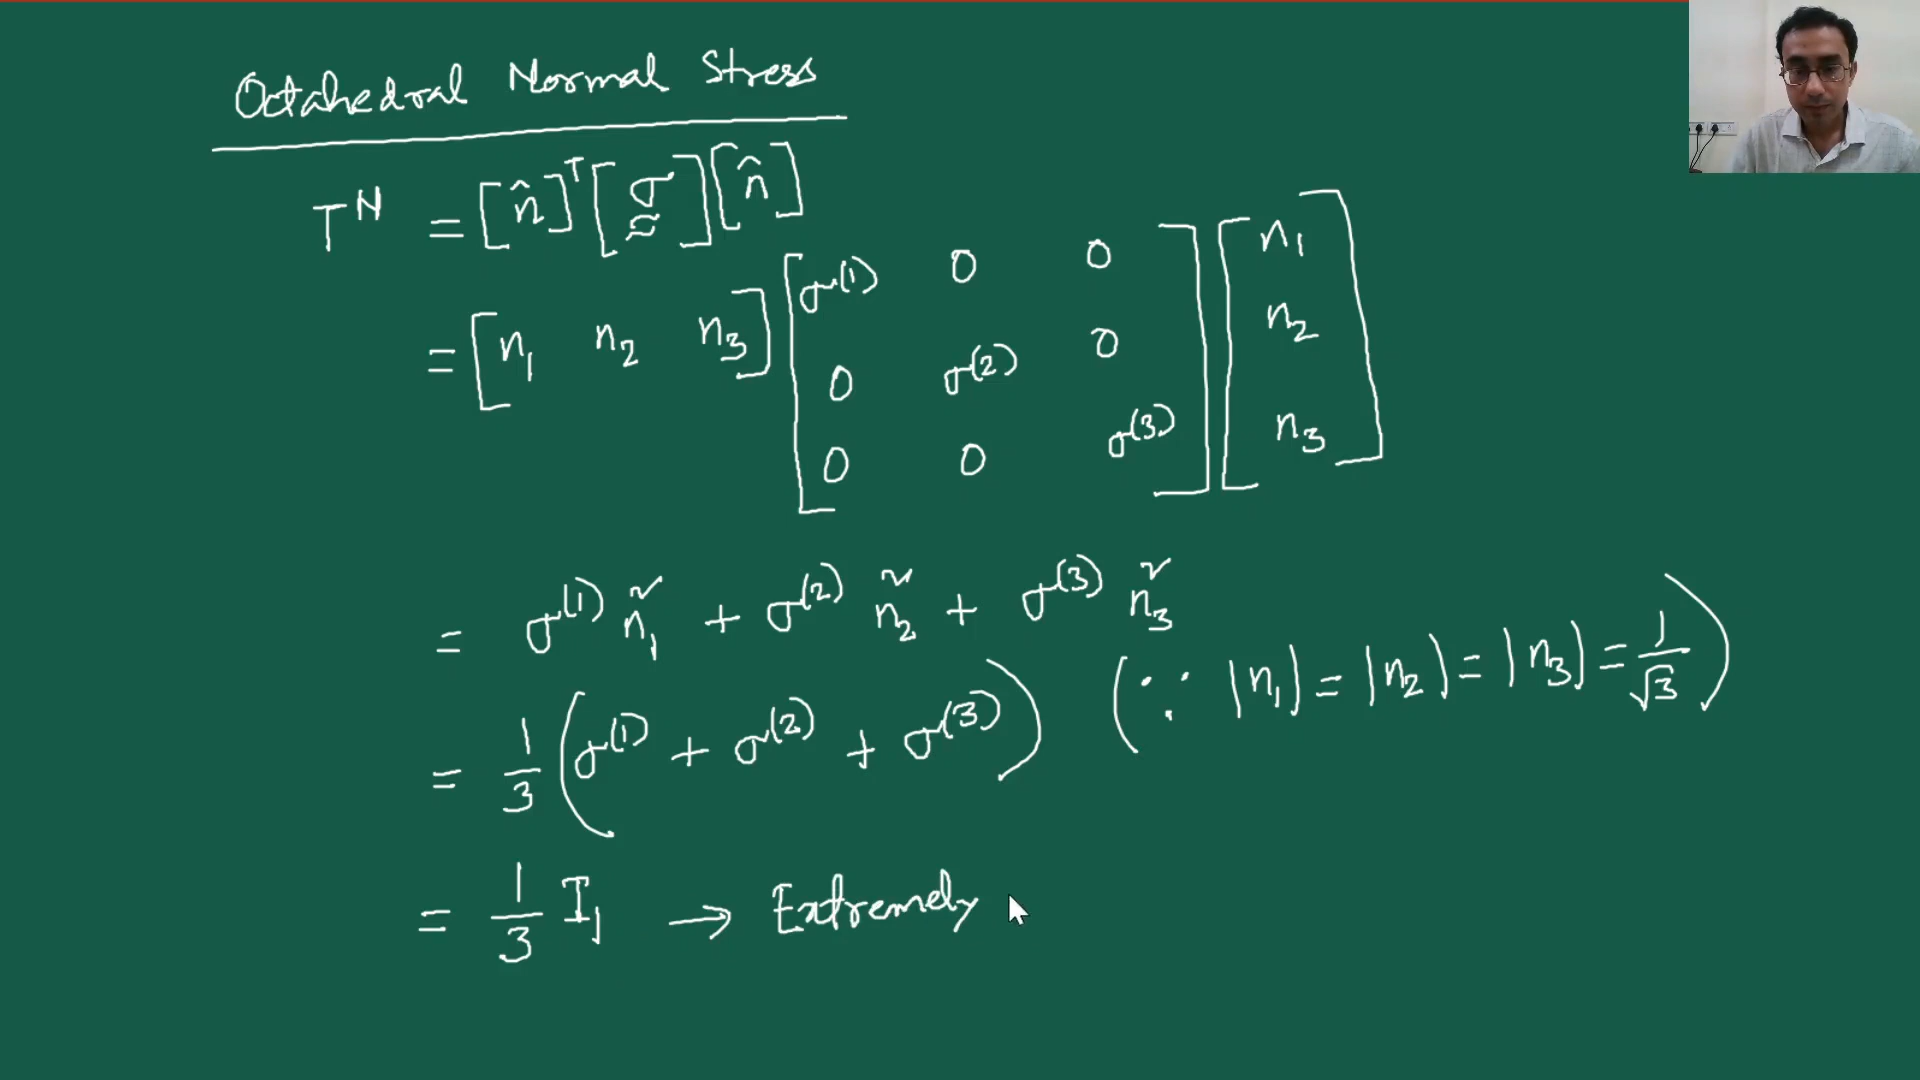 Octahedral Normal Stress
T^N = [n̂]^T [σ̰] [n̂]
= [n₁ n₂ n₃] [σ^(1) 0 0; 0 σ^(2) 0; 0 0 σ^(3)] [n₁; n₂; n₃]
= σ^(1) n₁² + σ^(2) n₂² + σ^(3) n₃²
= 1/3 (σ^(1) + σ^(2) + σ^(3)) (∵ |n₁| = |n₂| = |n₃| = 1/√3)
= 1/3 I₁ → Extremely